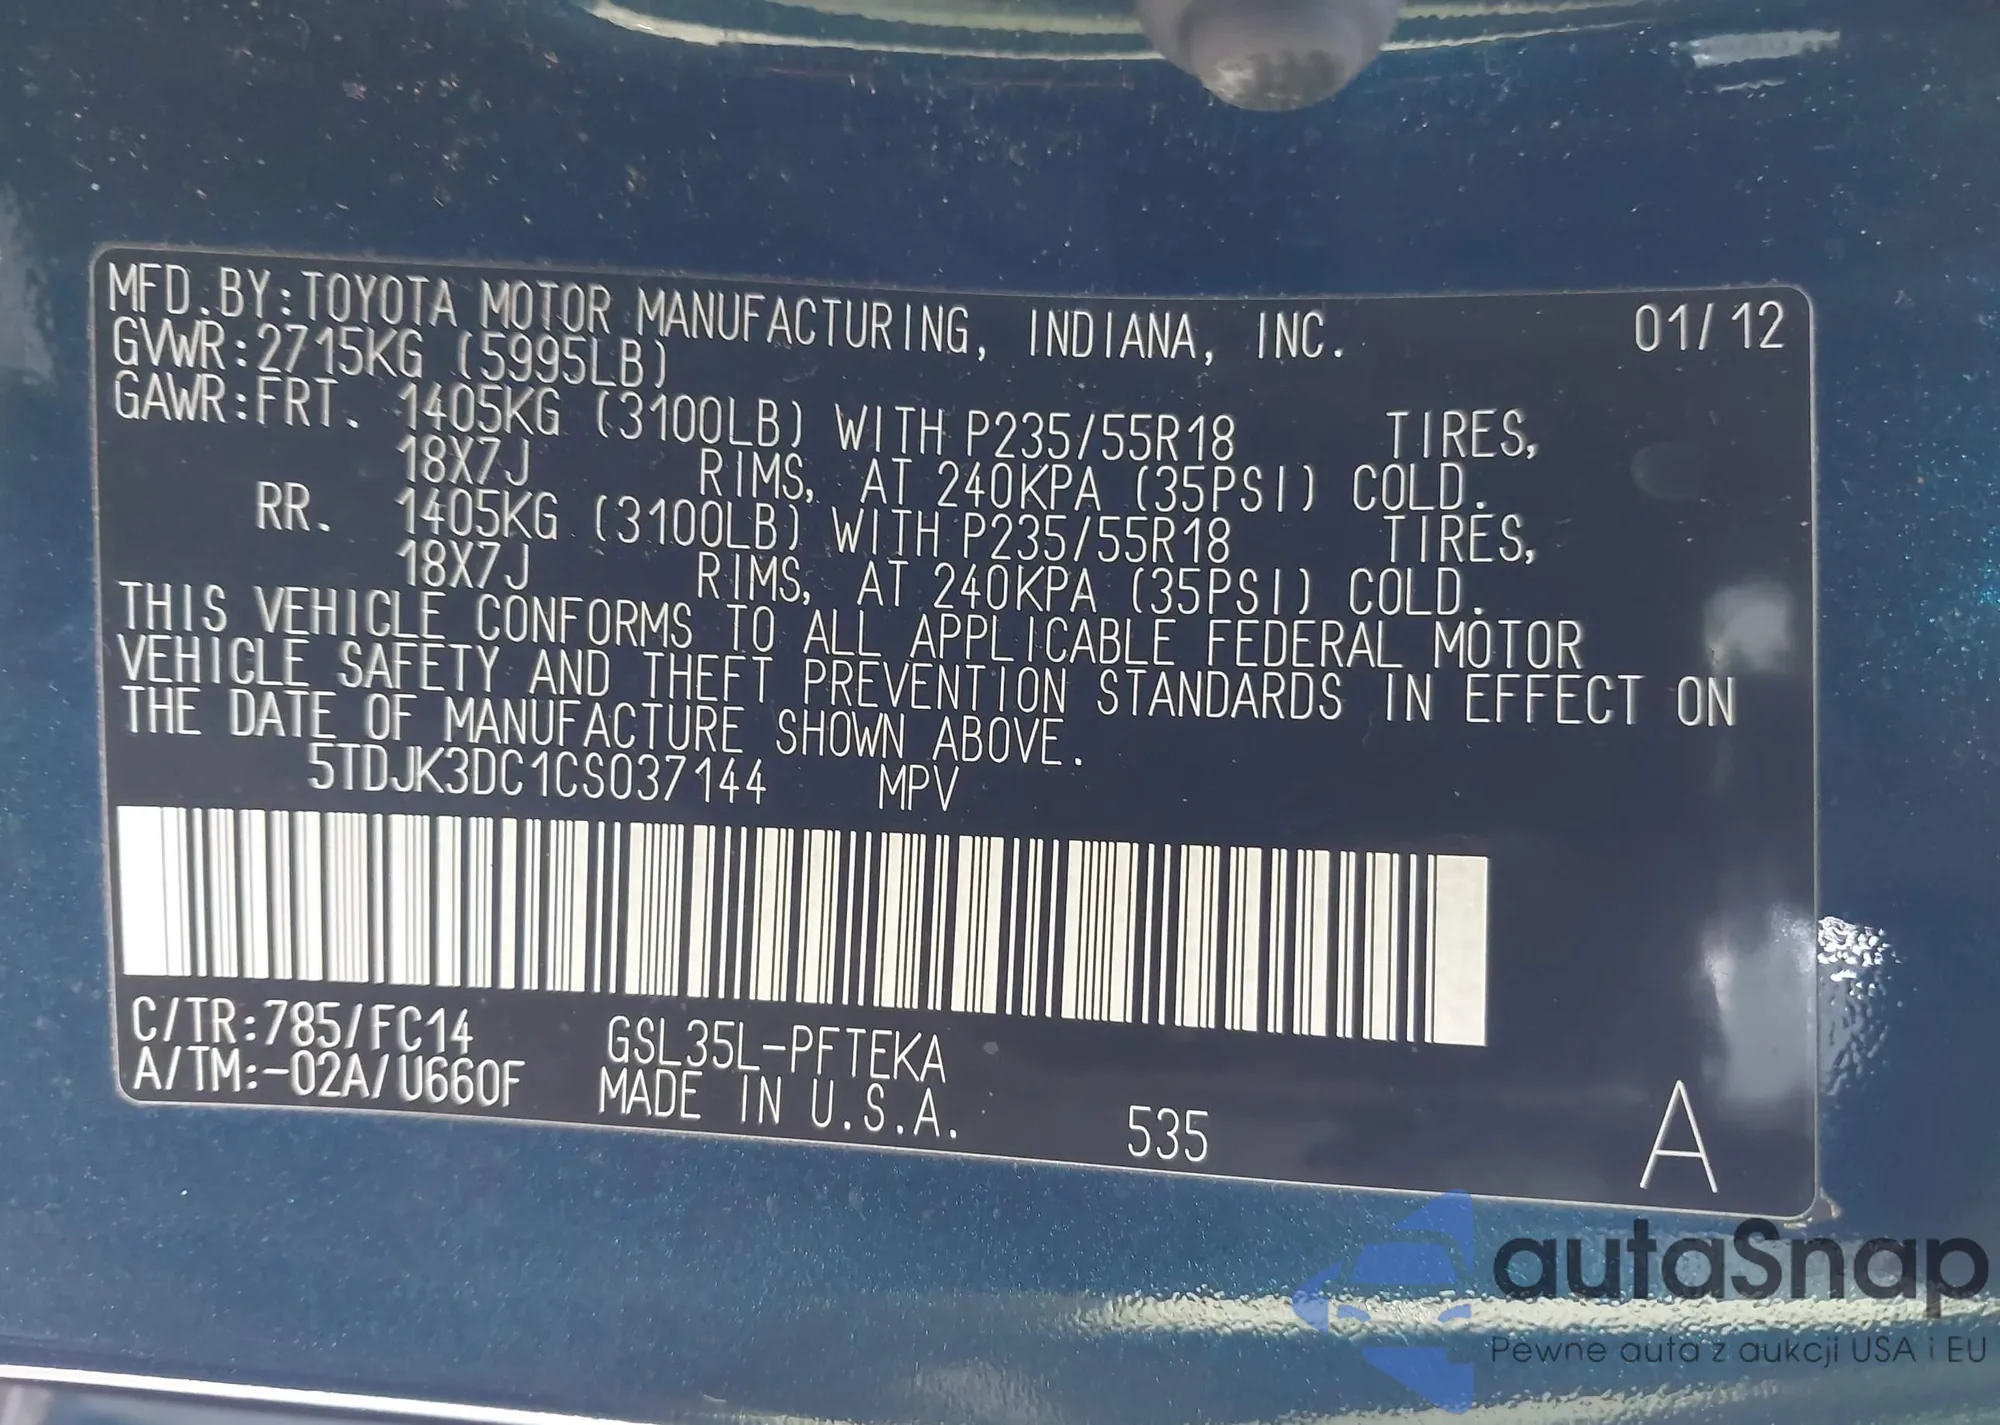 MFD.BY:TOYOTA MOTOR MANUFACTURING, INDIANA, INC. 01/12
GVWR:2715KG (5995LB)
GAWR:FRT. 1405KG (3100LB) WITH P235/55R18 TIRES,
18X7J RIMS, AT 240KPA (35PSI) COLD.
RR. 1405KG (3100LB) WITH P235/55R18 TIRES,
18X7J RIMS, AT 240KPA (35PSI) COLD.
THIS VEHICLE CONFORMS TO ALL APPLICABLE FEDERAL MOTOR
VEHICLE SAFETY AND THEFT PREVENTION STANDARDS IN EFFECT ON
THE DATE OF MANUFACTURE SHOWN ABOVE.
5TDJK3DC1CS037144 MPV
C/TR:785/FC14 GSL35L-PFTEKA
A/TM:-02A/U660F MADE IN U.S.A. 535 A
autaSnap
Pewne auta z aukcji USA i EU